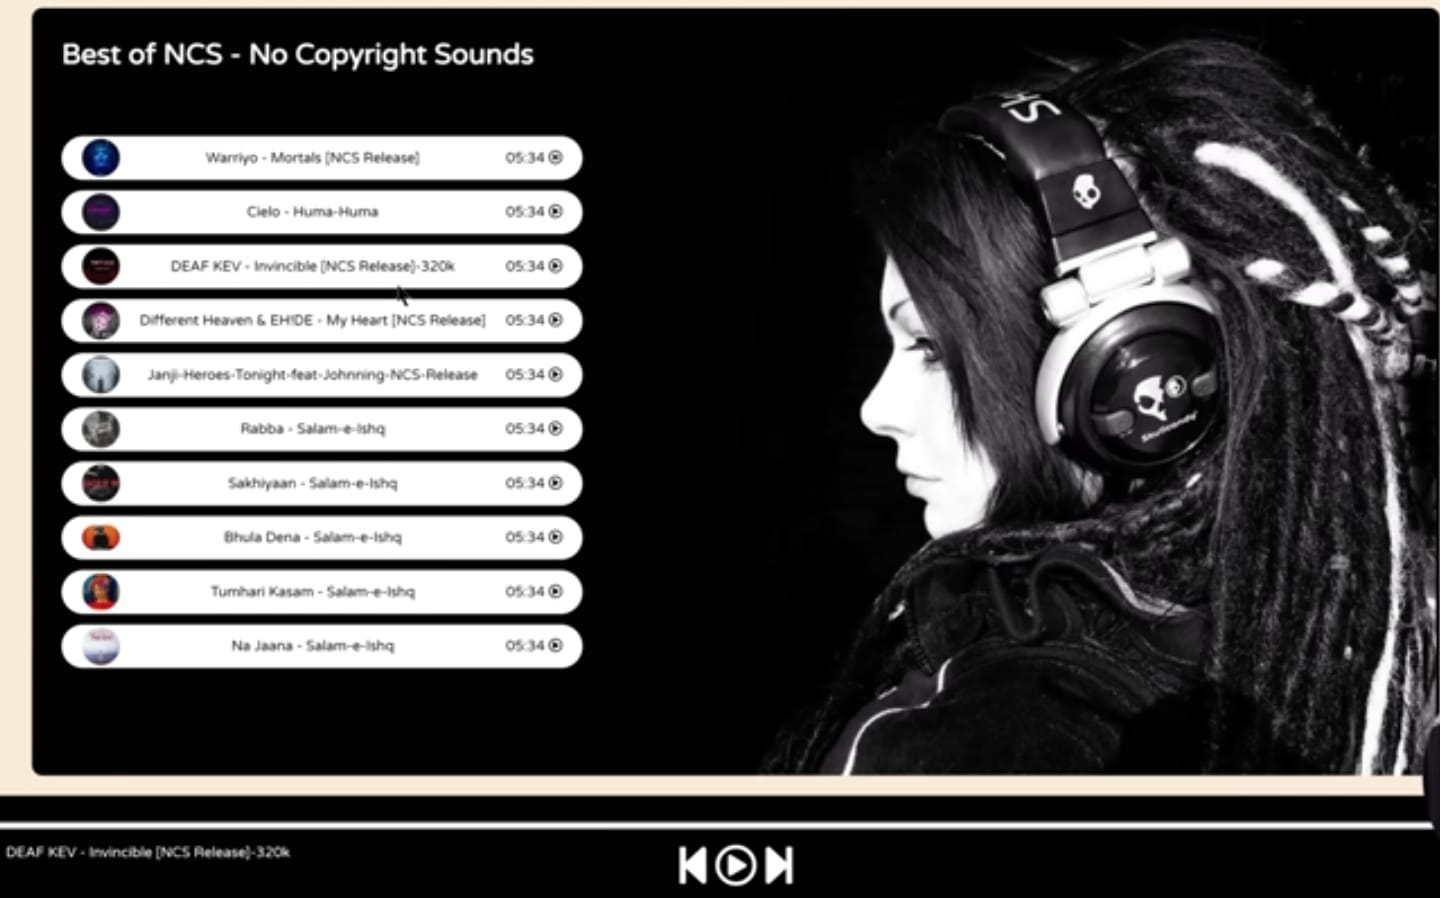 Best of NCS - No Copyright Sounds
Warriyo - Mortals [NCS Release] 05:34
Cielo - Huma-Huma 05:34
DEAF KEV - Invincible [NCS Release]-320k 05:34
Different Heaven & EH!DE - My Heart [NCS Release] 05:34
Janji-Heroes-Tonight-feat-Johnning-NCS-Release 05:34
Rabba - Salam-e-Ishq 05:34
Sakhiyaan - Salam-e-Ishq 05:34
Bhula Dena - Salam-e-Ishq 05:34
Tumhari Kasam - Salam-e-Ishq 05:34
Na Jaana - Salam-e-Ishq 05:34
Skullcandy
DEAF KEV - Invincible [NCS Release]-320k